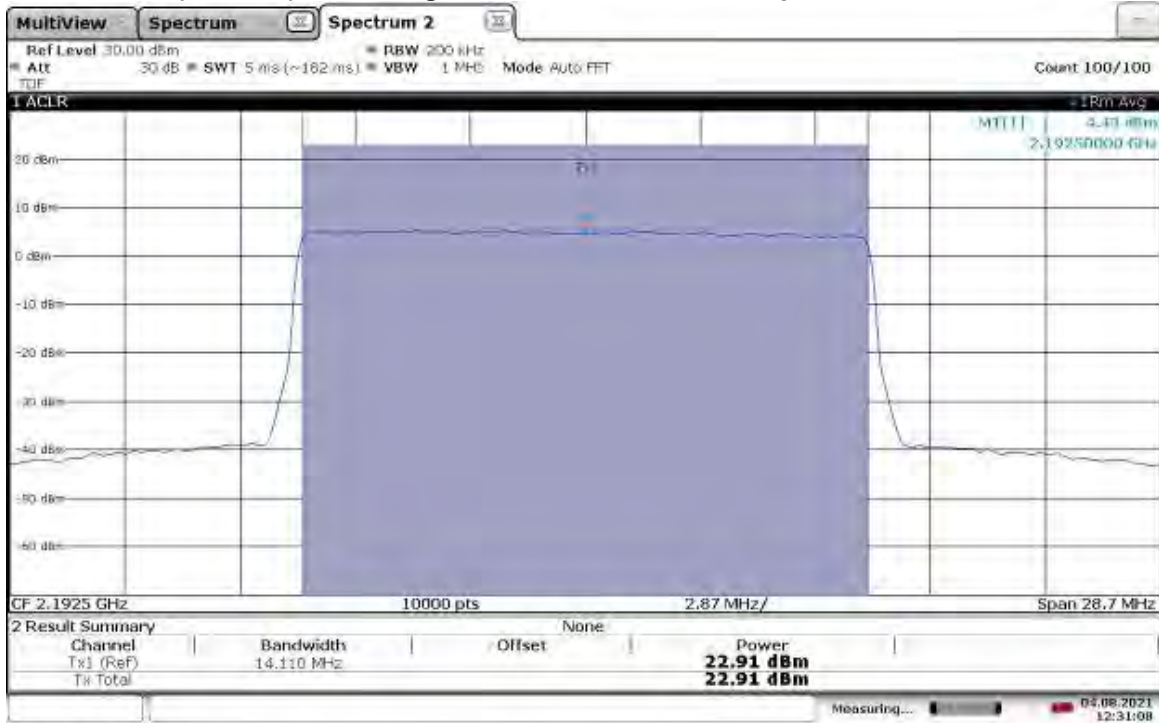 MultiView Spectrum Spectrum 2
Ref Level 30.00 dBm RBW 200 kHz
Att 30 dB SWT 5 ms (~162 ms) VBW 1 MHz Mode Auto FFT Count 100/100
TDF
1 ACLR 1Rm Avg
M1[1] 4.43 dBm
2.19250000 GHz
20 dBm
10 dBm
0 dBm
-10 dBm
-20 dBm
-30 dBm
-40 dBm
-50 dBm
-60 dBm
CF 2.1925 GHz 10000 pts 2.87 MHz/ Span 28.7 MHz
2 Result Summary None
Channel Bandwidth Offset Power
Tx1 (Ref) 14.110 MHz 22.91 dBm
Tx Total 22.91 dBm
Measuring... 04.08.2021
12:31:08